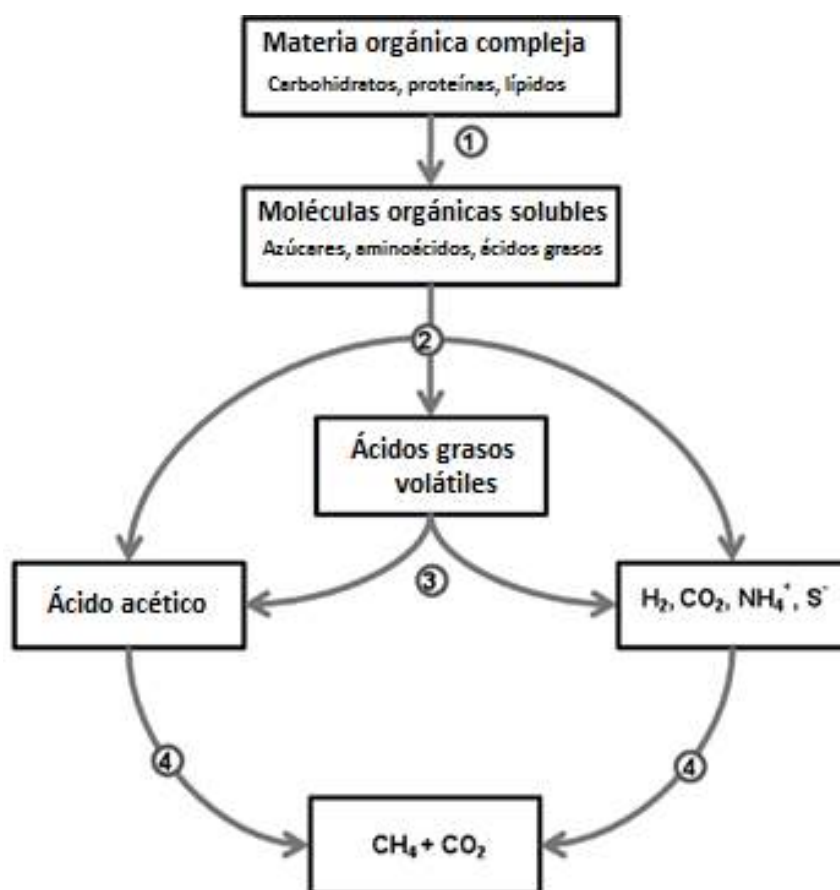 Materia orgánica compleja
Carbohidratos, proteínas, lípidos
1
Moléculas orgánicas solubles
Azúcares, aminoácidos, ácidos grasos
2
Ácidos grasos
volátiles
Ácido acético
3
H₂, CO₂, NH₄⁺, S⁻
4
4
CH₄ + CO₂